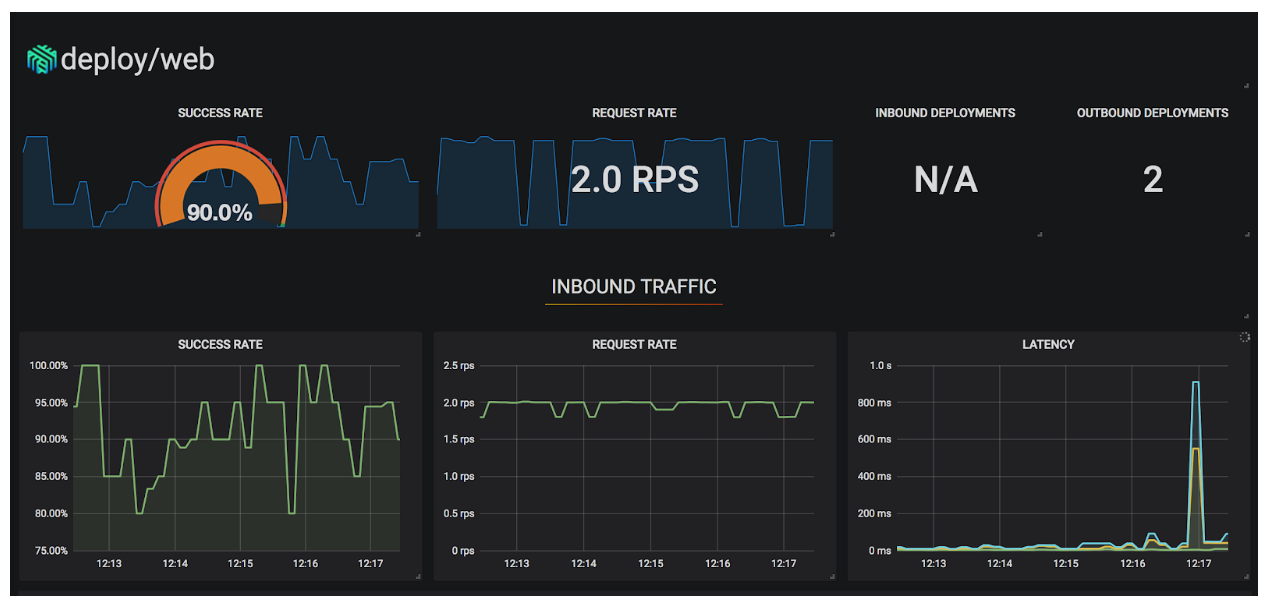 deploy/web
SUCCESS RATE
REQUEST RATE
INBOUND DEPLOYMENTS
OUTBOUND DEPLOYMENTS
90.0%
2.0 RPS
N/A
2
INBOUND TRAFFIC
SUCCESS RATE
100.00%
95.00%
90.00%
85.00%
80.00%
75.00%
12:13 12:14 12:15 12:16 12:17
REQUEST RATE
2.5 rps
2.0 rps
1.5 rps
1.0 rps
0.5 rps
0 rps
12:13 12:14 12:15 12:16 12:17
LATENCY
1.0 s
800 ms
600 ms
400 ms
200 ms
0 ms
12:13 12:14 12:15 12:16 12:17